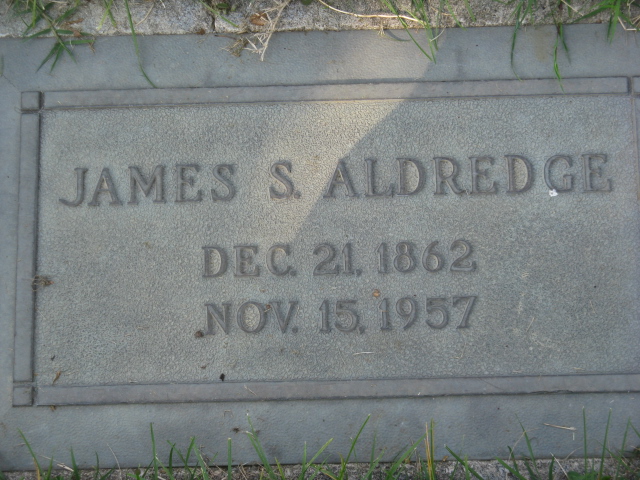 JAMES S. ALDREDGE
DEC. 21, 1862
NOV. 15, 1957